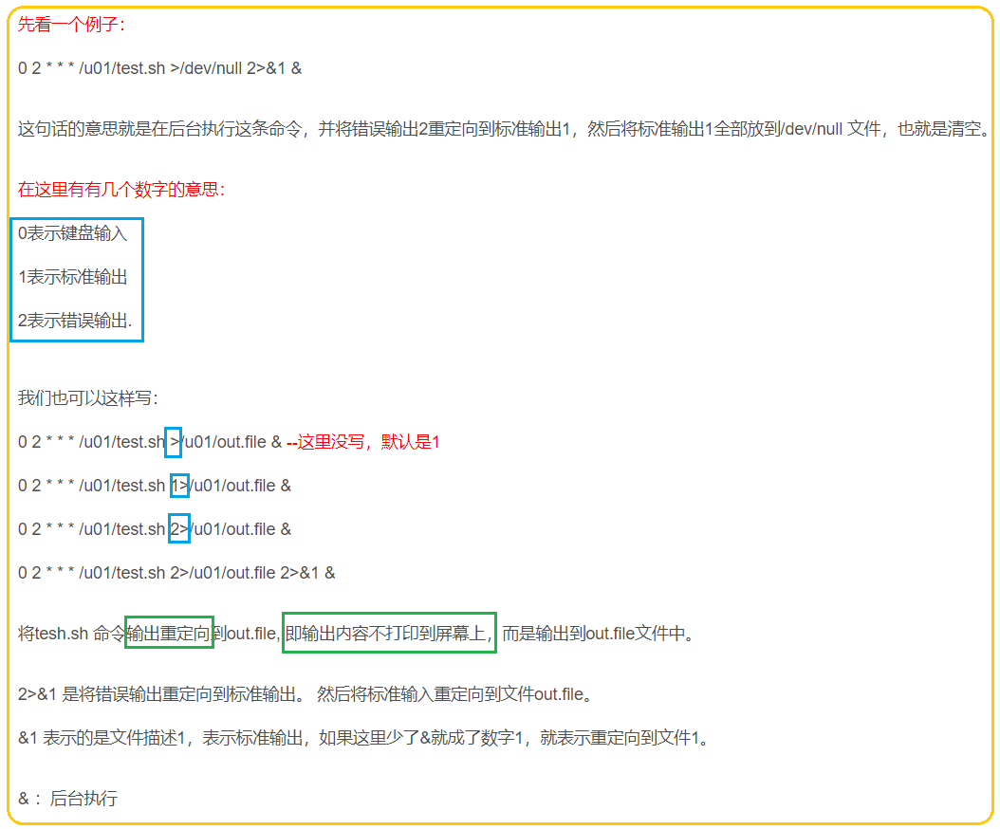 先看一个例子：
0 2 * * * /u01/test.sh >/dev/null 2>&1 &
这句话的意思就是在后台执行这条命令，并将错误输出2重定向到标准输出1，然后将标准输出1全部放到/dev/null 文件，也就是清空。
在这里有有几个数字的意思：
0表示键盘输入
1表示标准输出
2表示错误输出.
我们也可以这样写：
0 2 * * * /u01/test.sh >/u01/out.file & --这里没写，默认是1
0 2 * * * /u01/test.sh 1>/u01/out.file &
0 2 * * * /u01/test.sh 2>/u01/out.file &
0 2 * * * /u01/test.sh 2>/u01/out.file 2>&1 &
将tesh.sh 命令输出重定向到out.file, 即输出内容不打印到屏幕上，而是输出到out.file文件中。
2>&1 是将错误输出重定向到标准输出。 然后将标准输入重定向到文件out.file。
&1 表示的是文件描述1，表示标准输出，如果这里少了&就成了数字1，就表示重定向到文件1。
& ：后台执行